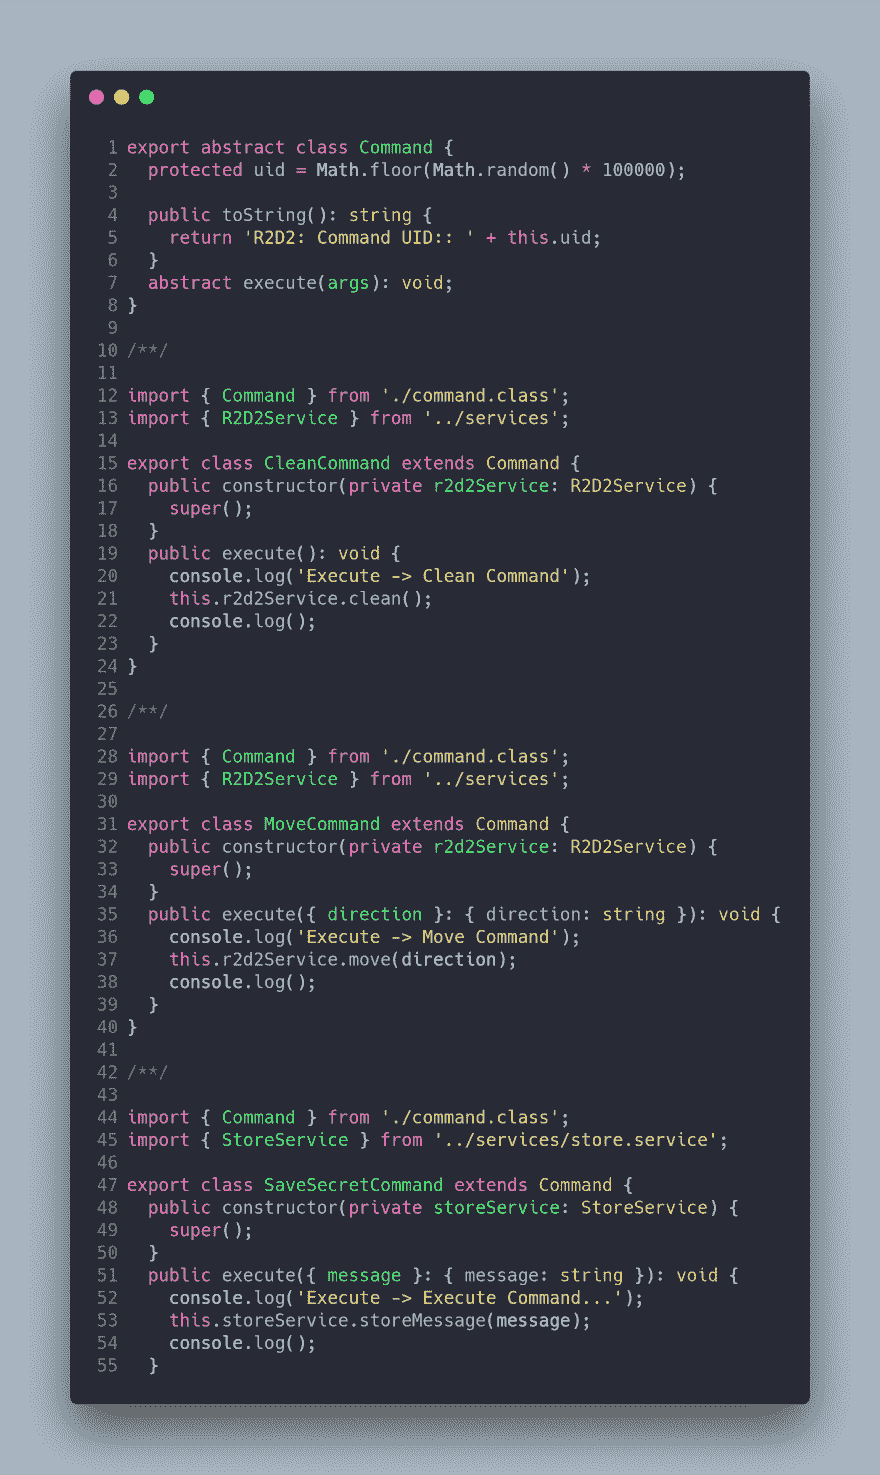 1 export abstract class Command {
2   protected uid = Math.floor(Math.random() * 100000);
3
4   public toString(): string {
5     return 'R2D2: Command UID:: ' + this.uid;
6   }
7   abstract execute(args): void;
8 }
9
10 /**/
11
12 import { Command } from './command.class';
13 import { R2D2Service } from '../services';
14
15 export class CleanCommand extends Command {
16   public constructor(private r2d2Service: R2D2Service) {
17     super();
18   }
19   public execute(): void {
20     console.log('Execute -> Clean Command');
21     this.r2d2Service.clean();
22     console.log();
23   }
24 }
25
26 /**/
27
28 import { Command } from './command.class';
29 import { R2D2Service } from '../services';
30
31 export class MoveCommand extends Command {
32   public constructor(private r2d2Service: R2D2Service) {
33     super();
34   }
35   public execute({ direction }: { direction: string }): void {
36     console.log('Execute -> Move Command');
37     this.r2d2Service.move(direction);
38     console.log();
39   }
40 }
41
42 /**/
43
44 import { Command } from './command.class';
45 import { StoreService } from '../services/store.service';
46
47 export class SaveSecretCommand extends Command {
48   public constructor(private storeService: StoreService) {
49     super();
50   }
51   public execute({ message }: { message: string }): void {
52     console.log('Execute -> Execute Command...');
53     this.storeService.storeMessage(message);
54     console.log();
55   }